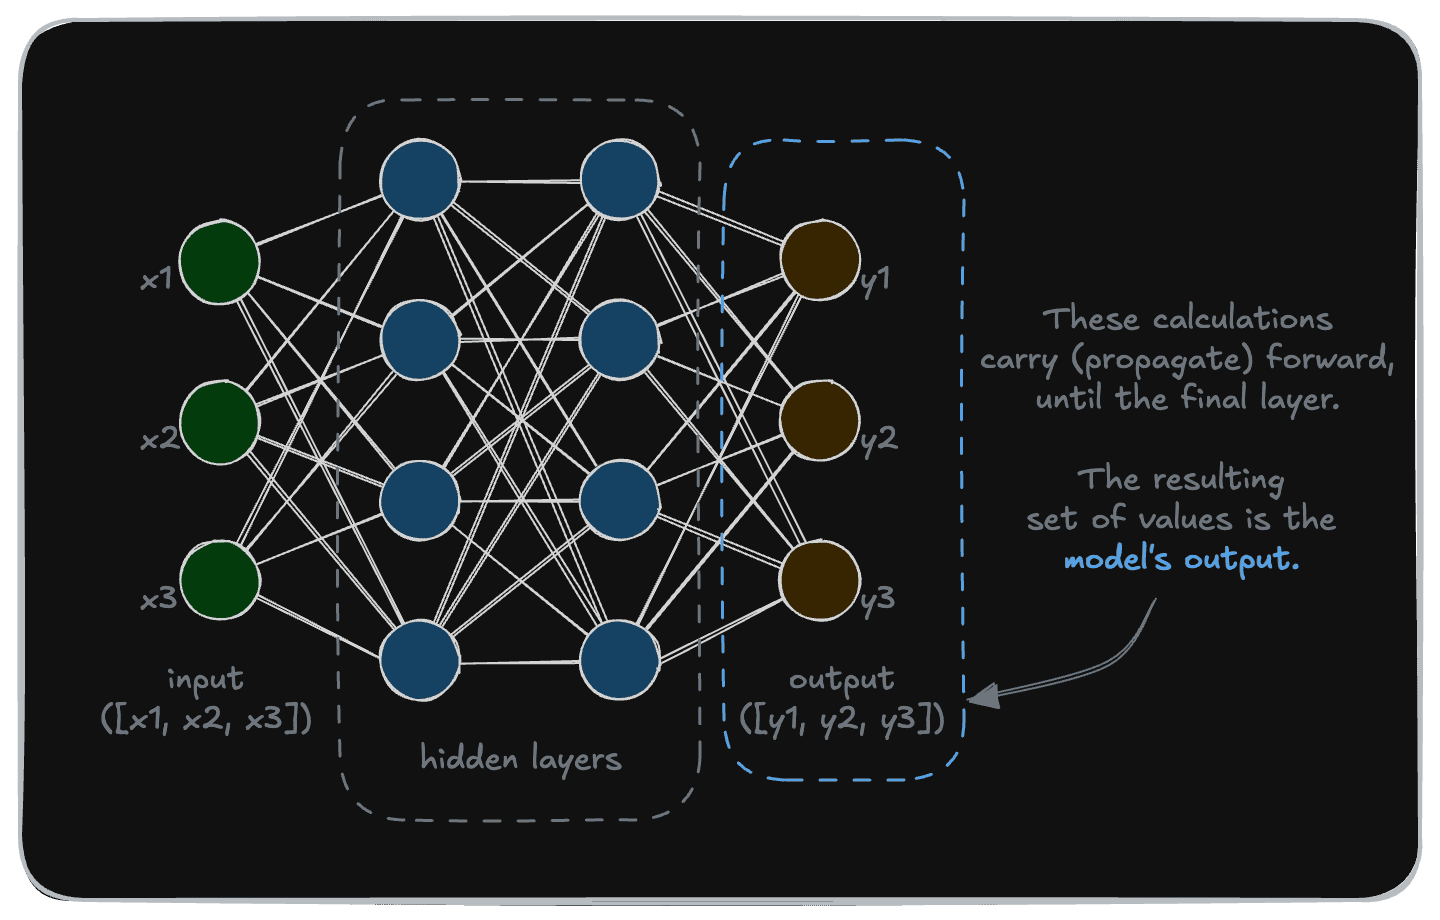 x1
x2
x3
input
([x1, x2, x3])
hidden layers
y1
y2
y3
output
([y1, y2, y3])
These calculations
carry (propagate) forward,
until the final layer.
The resulting
set of values is the
model's output.